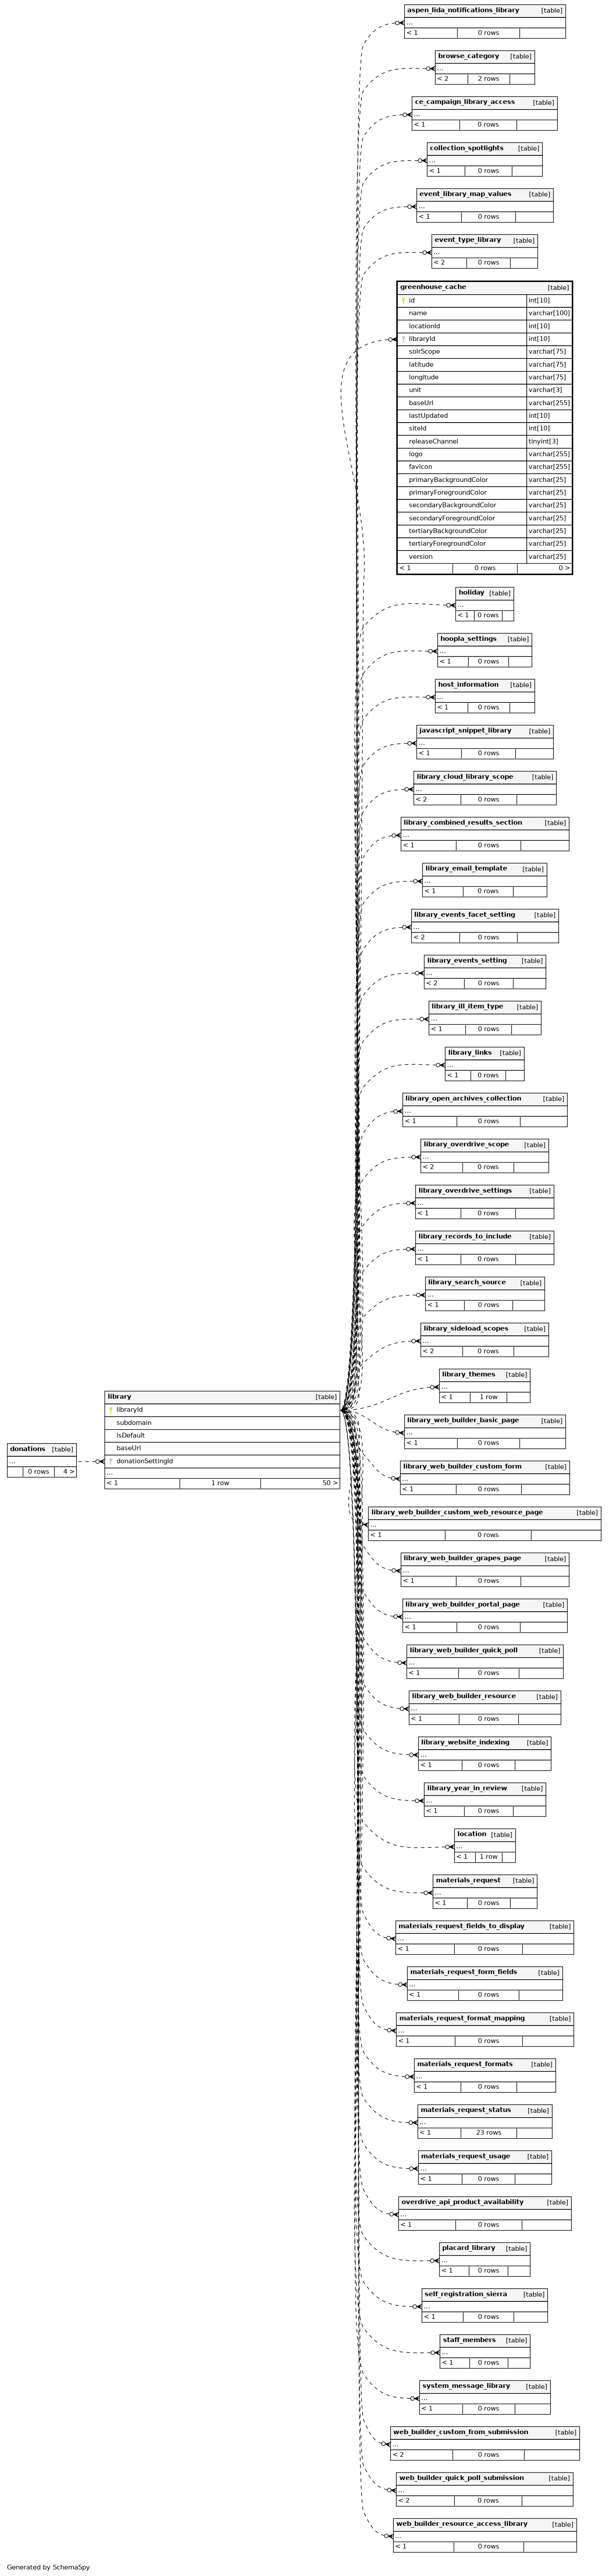 aspen_lida_notifications_library [table]
...
< 1 0 rows
browse_category [table]
...
< 2 2 rows
ce_campaign_library_access [table]
...
< 1 0 rows
collection_spotlights [table]
...
< 1 0 rows
event_library_map_values [table]
...
< 1 0 rows
event_type_library [table]
...
< 2 0 rows
greenhouse_cache [table]
id int[10]
name varchar[100]
locationId int[10]
libraryId int[10]
solrScope varchar[75]
latitude varchar[75]
longitude varchar[75]
unit varchar[3]
baseUrl varchar[255]
lastUpdated int[10]
siteId int[10]
releaseChannel tinyint[3]
logo varchar[255]
favicon varchar[255]
primaryBackgroundColor varchar[25]
primaryForegroundColor varchar[25]
secondaryBackgroundColor varchar[25]
secondaryForegroundColor varchar[25]
tertiaryBackgroundColor varchar[25]
tertiaryForegroundColor varchar[25]
version varchar[25]
< 1 0 rows 0 >
holiday [table]
...
< 1 0 rows
hoopla_settings [table]
...
< 1 0 rows
host_information [table]
...
< 1 0 rows
javascript_snippet_library [table]
...
< 1 0 rows
library_cloud_library_scope [table]
...
< 2 0 rows
library_combined_results_section [table]
...
< 1 0 rows
library_email_template [table]
...
< 1 0 rows
library_events_facet_setting [table]
...
< 2 0 rows
library_events_setting [table]
...
< 2 0 rows
library_ill_item_type [table]
...
< 1 0 rows
library_links [table]
...
< 1 0 rows
library_open_archives_collection [table]
...
< 1 0 rows
library_overdrive_scope [table]
...
< 2 0 rows
library_overdrive_settings [table]
...
< 1 0 rows
library_records_to_include [table]
...
< 1 0 rows
library_search_source [table]
...
< 1 0 rows
library_sideload_scopes [table]
...
< 2 0 rows
library_themes [table]
...
< 1 1 row
library [table]
libraryId
subdomain
isDefault
baseUrl
donationSettingId
...
< 1 1 row 50 >
donations [table]
...
0 rows 4 >
library_web_builder_basic_page [table]
...
< 1 0 rows
library_web_builder_custom_form [table]
...
< 1 0 rows
library_web_builder_custom_web_resource_page [table]
...
< 1 0 rows
library_web_builder_grapes_page [table]
...
< 1 0 rows
library_web_builder_portal_page [table]
...
< 1 0 rows
library_web_builder_quick_poll [table]
...
< 1 0 rows
library_web_builder_resource [table]
...
< 1 0 rows
library_website_indexing [table]
...
< 1 0 rows
library_year_in_review [table]
...
< 1 0 rows
location [table]
...
< 1 1 row
materials_request [table]
...
< 1 0 rows
materials_request_fields_to_display [table]
...
< 1 0 rows
materials_request_form_fields [table]
...
< 1 0 rows
materials_request_format_mapping [table]
...
< 1 0 rows
materials_request_formats [table]
...
< 1 0 rows
materials_request_status [table]
...
< 1 23 rows
materials_request_usage [table]
...
< 1 0 rows
overdrive_api_product_availability [table]
...
< 1 0 rows
placard_library [table]
...
< 1 0 rows
self_registration_sierra [table]
...
< 1 0 rows
staff_members [table]
...
< 1 0 rows
system_message_library [table]
...
< 1 0 rows
web_builder_custom_from_submission [table]
...
< 2 0 rows
web_builder_quick_poll_submission [table]
...
< 2 0 rows
web_builder_resource_access_library [table]
...
< 1 0 rows
Generated by SchemaSpy